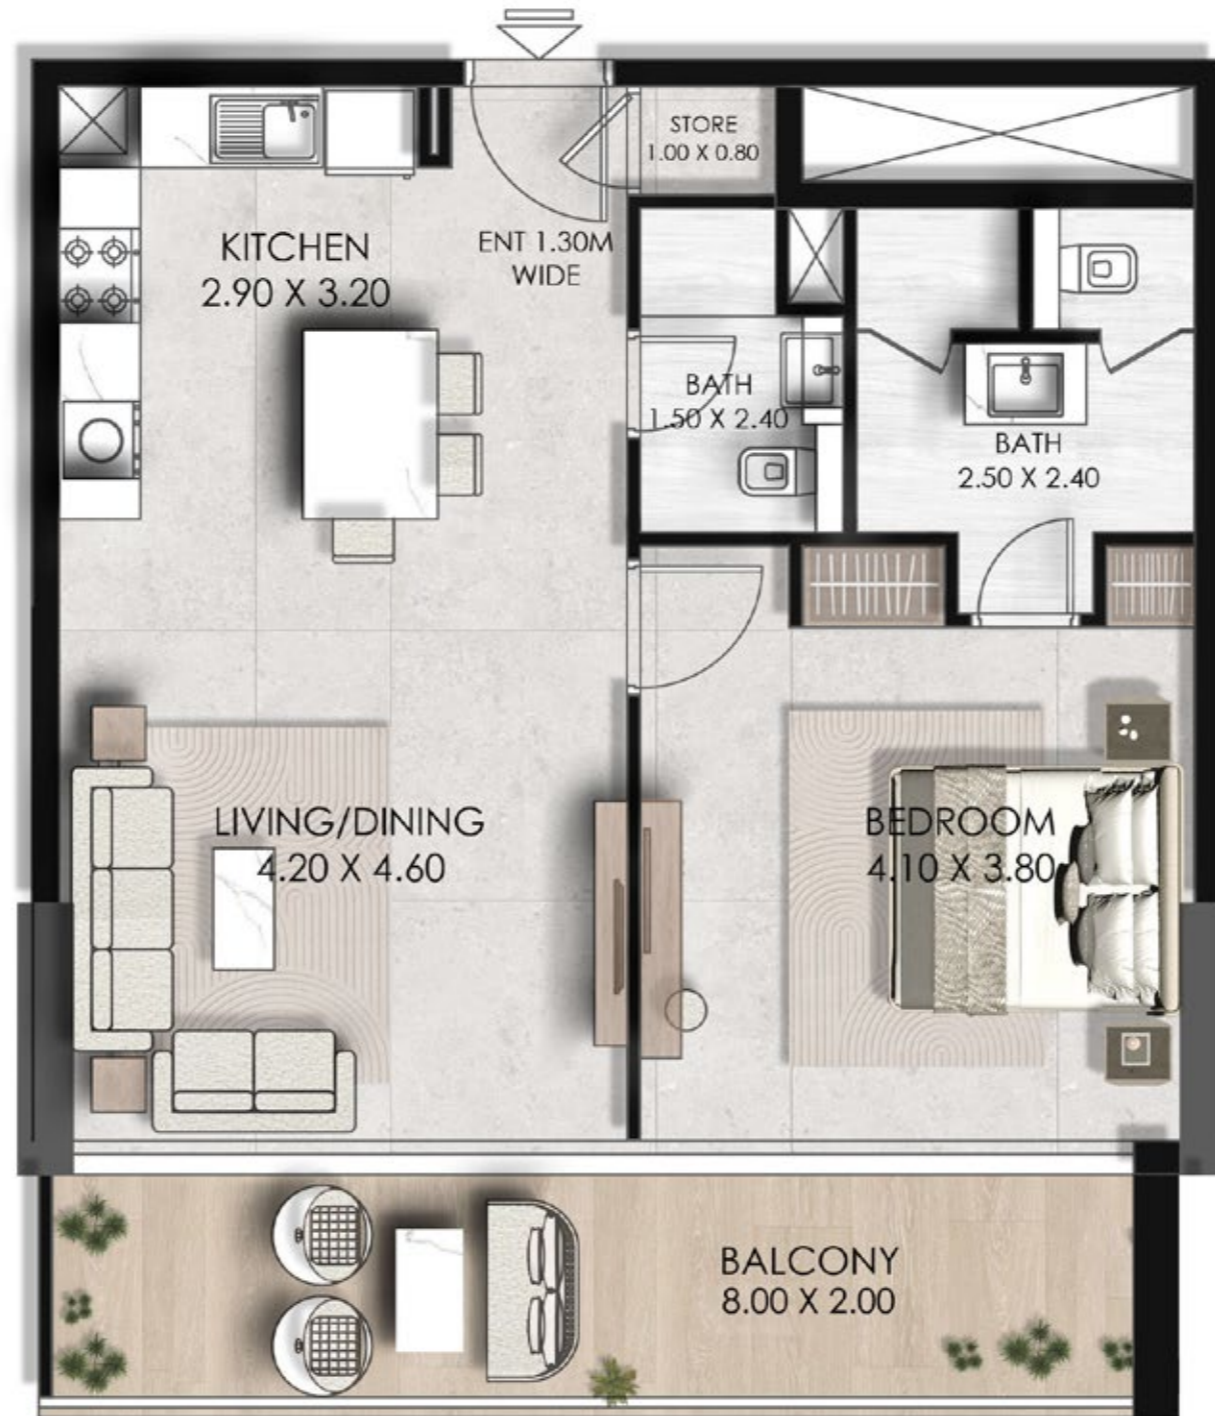 STORE
1.00 X 0.80
KITCHEN
2.90 X 3.20
ENT 1.30M
WIDE
BATH
1.50 X 2.40
BATH
2.50 X 2.40
LIVING/DINING
4.20 X 4.60
BEDROOM
4.10 X 3.80
BALCONY
8.00 X 2.00